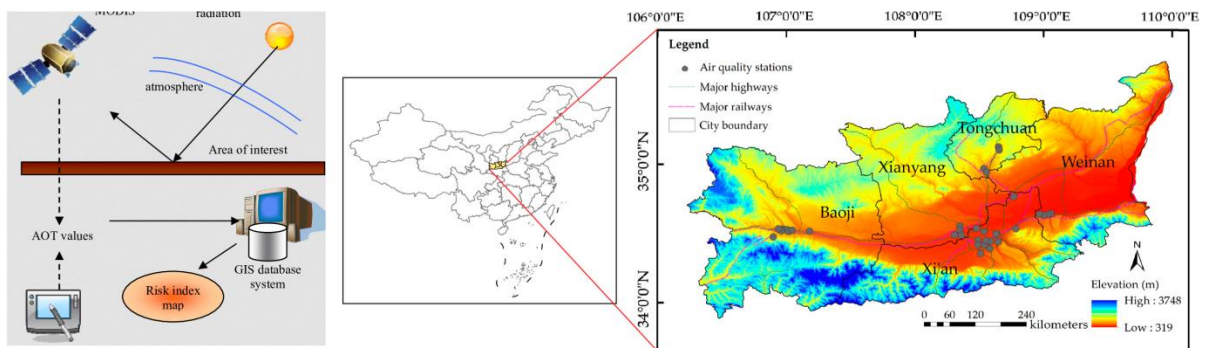 MODIS
radiation
atmosphere
Area of interest
AOT values
GIS database
system
Risk index
map
106°0'0"E
107°0'0"E
108°0'0"E
109°0'0"E
110°0'0"E
35°0'0"N
34°0'0"N
Legend
Air quality stations
Major highways
Major railways
City boundary
Tongchuan
Weinan
Xianyang
Baoji
Xi'an
N
Elevation (m)
High : 3748
Low : 319
0 60 120 240
kilometers